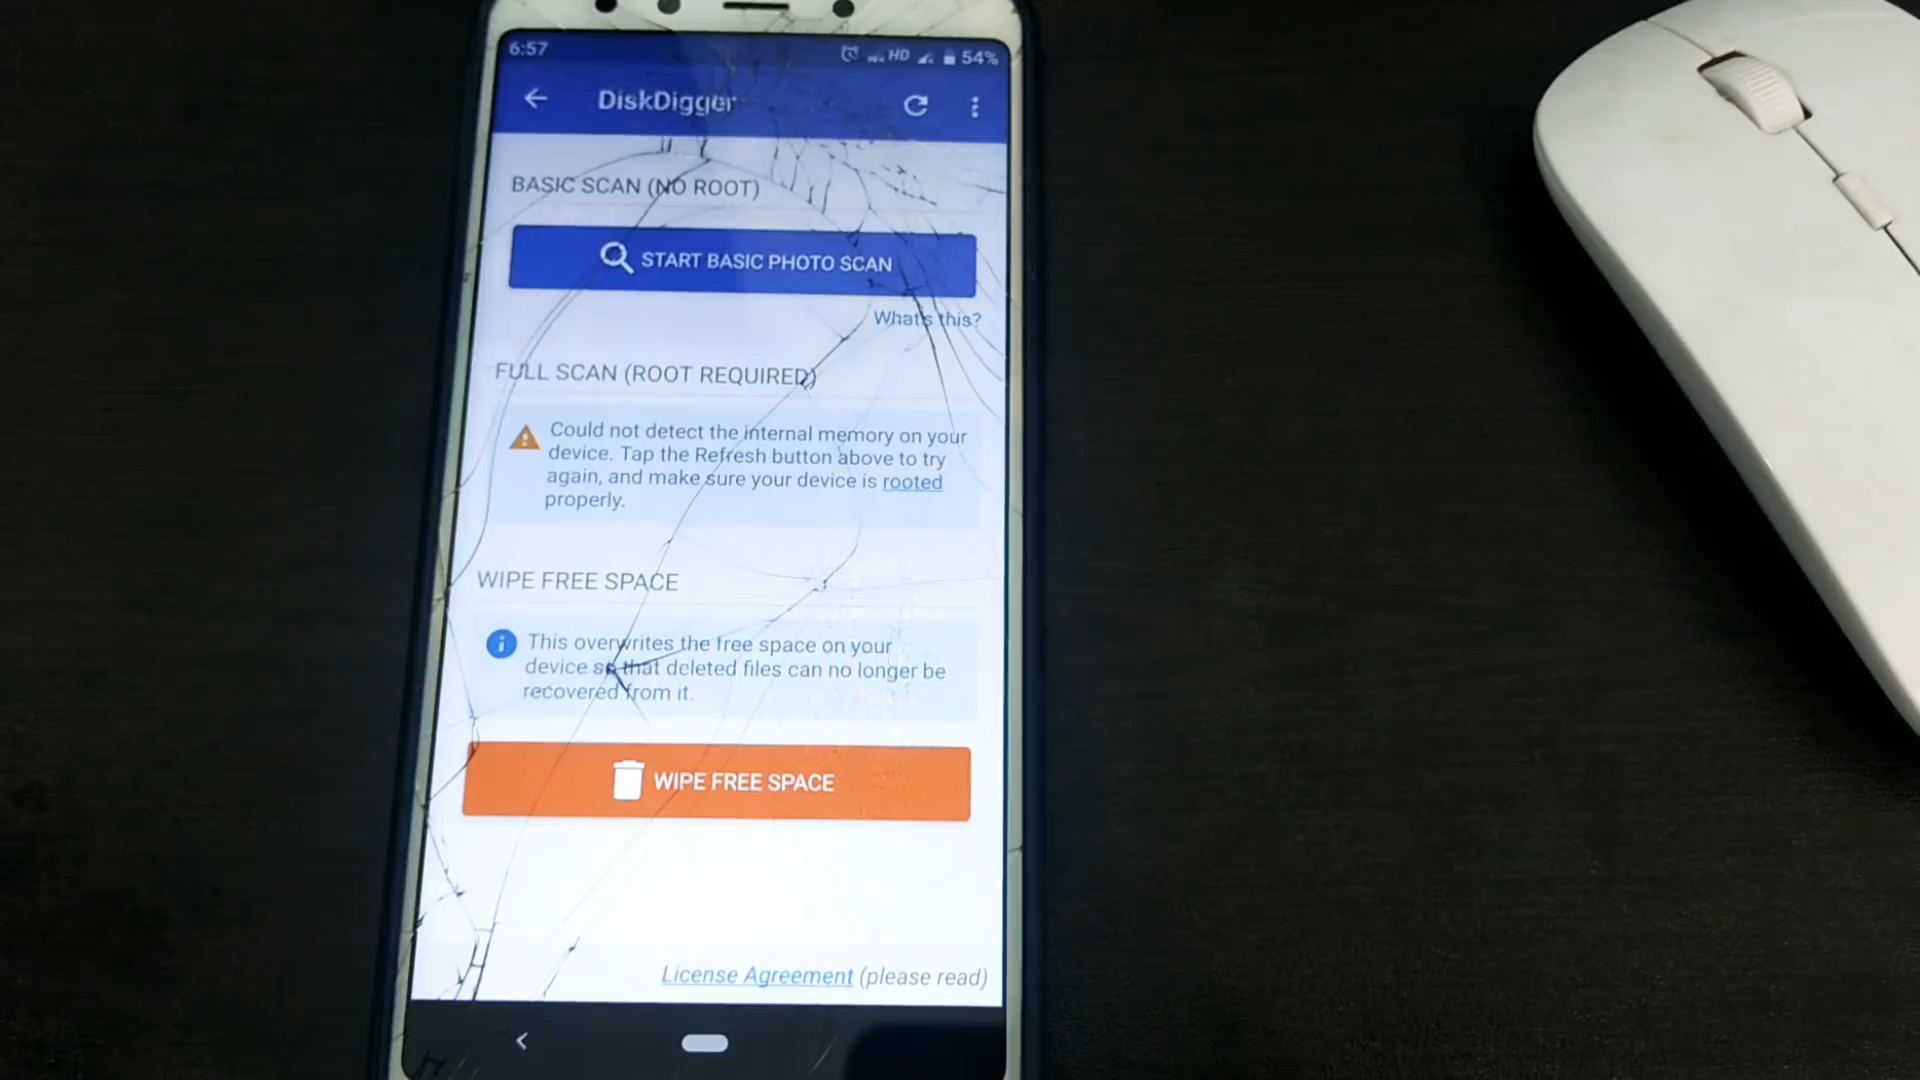 6:57
HD 54%
DiskDigger
BASIC SCAN (NO ROOT)
START BASIC PHOTO SCAN
What's this?
FULL SCAN (ROOT REQUIRED)
Could not detect the internal memory on your
device. Tap the Refresh button above to try
again, and make sure your device is rooted
properly.
WIPE FREE SPACE
This overwrites the free space on your
device so that deleted files can no longer be
recovered from it.
WIPE FREE SPACE
License Agreement (please read)